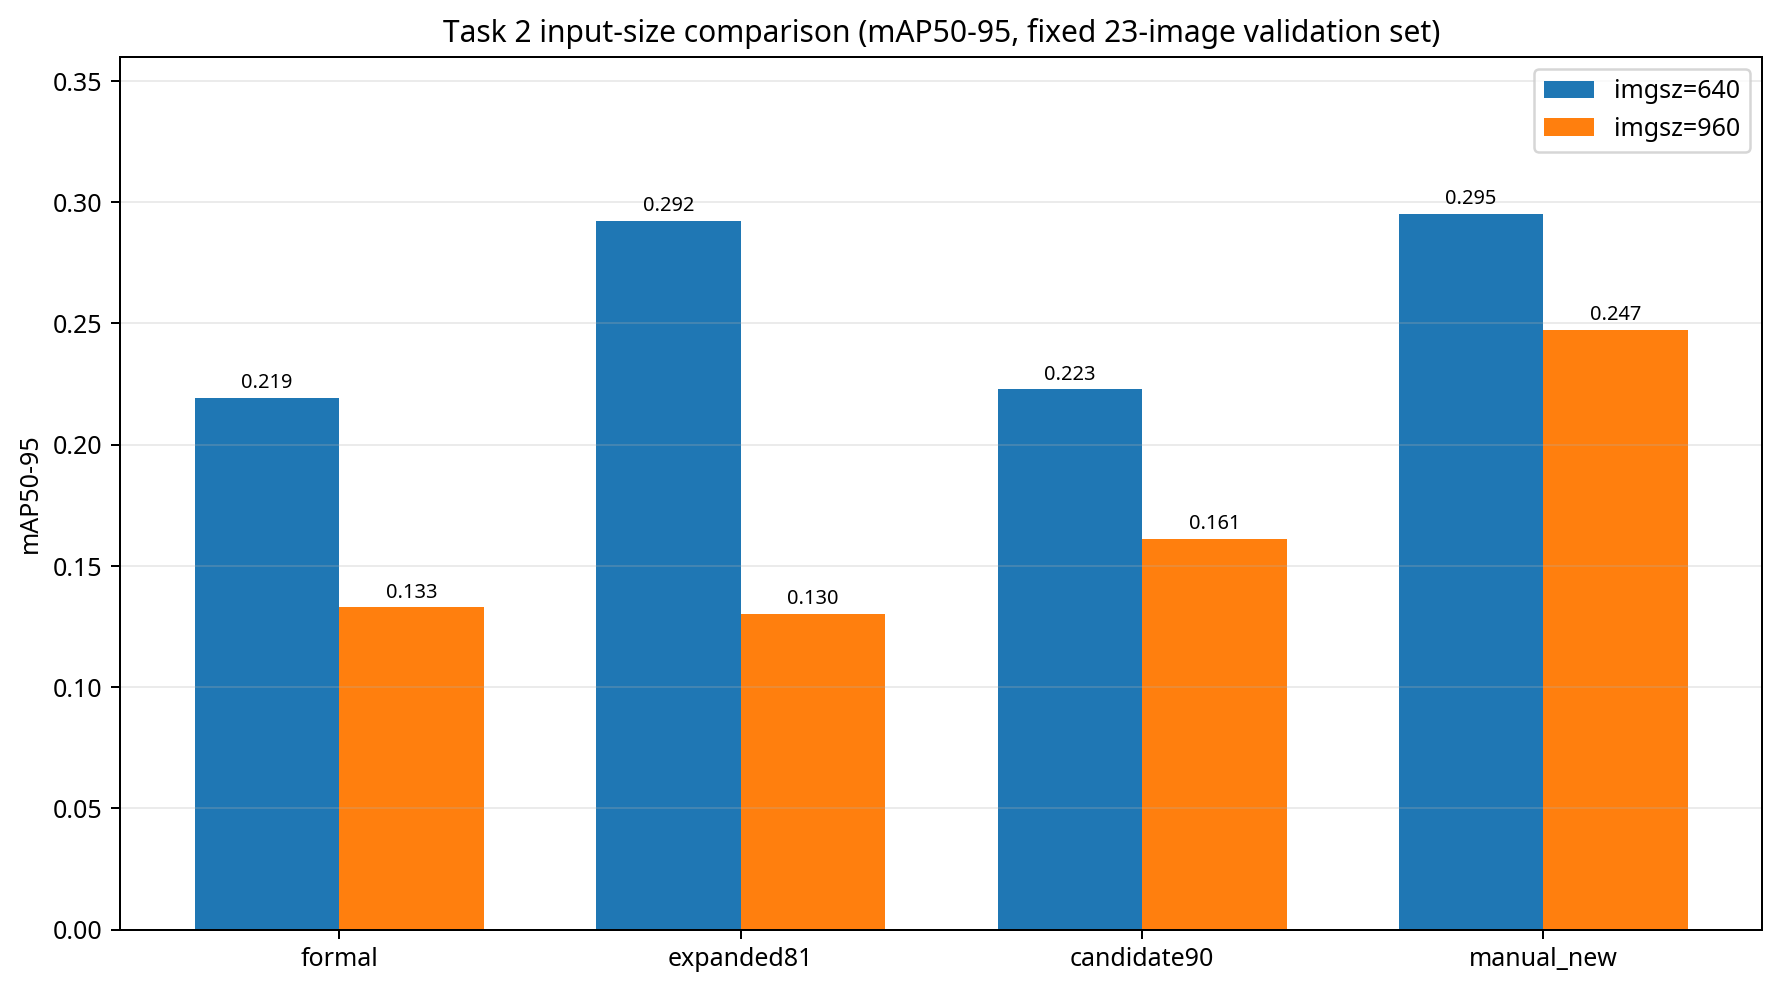 Task 2 input-size comparison (mAP50-95, fixed 23-image validation set)
imgsz=640
imgsz=960
mAP50-95
0.35
0.30
0.25
0.20
0.15
0.10
0.05
0.00
0.219
0.133
0.292
0.130
0.223
0.161
0.295
0.247
formal
expanded81
candidate90
manual_new